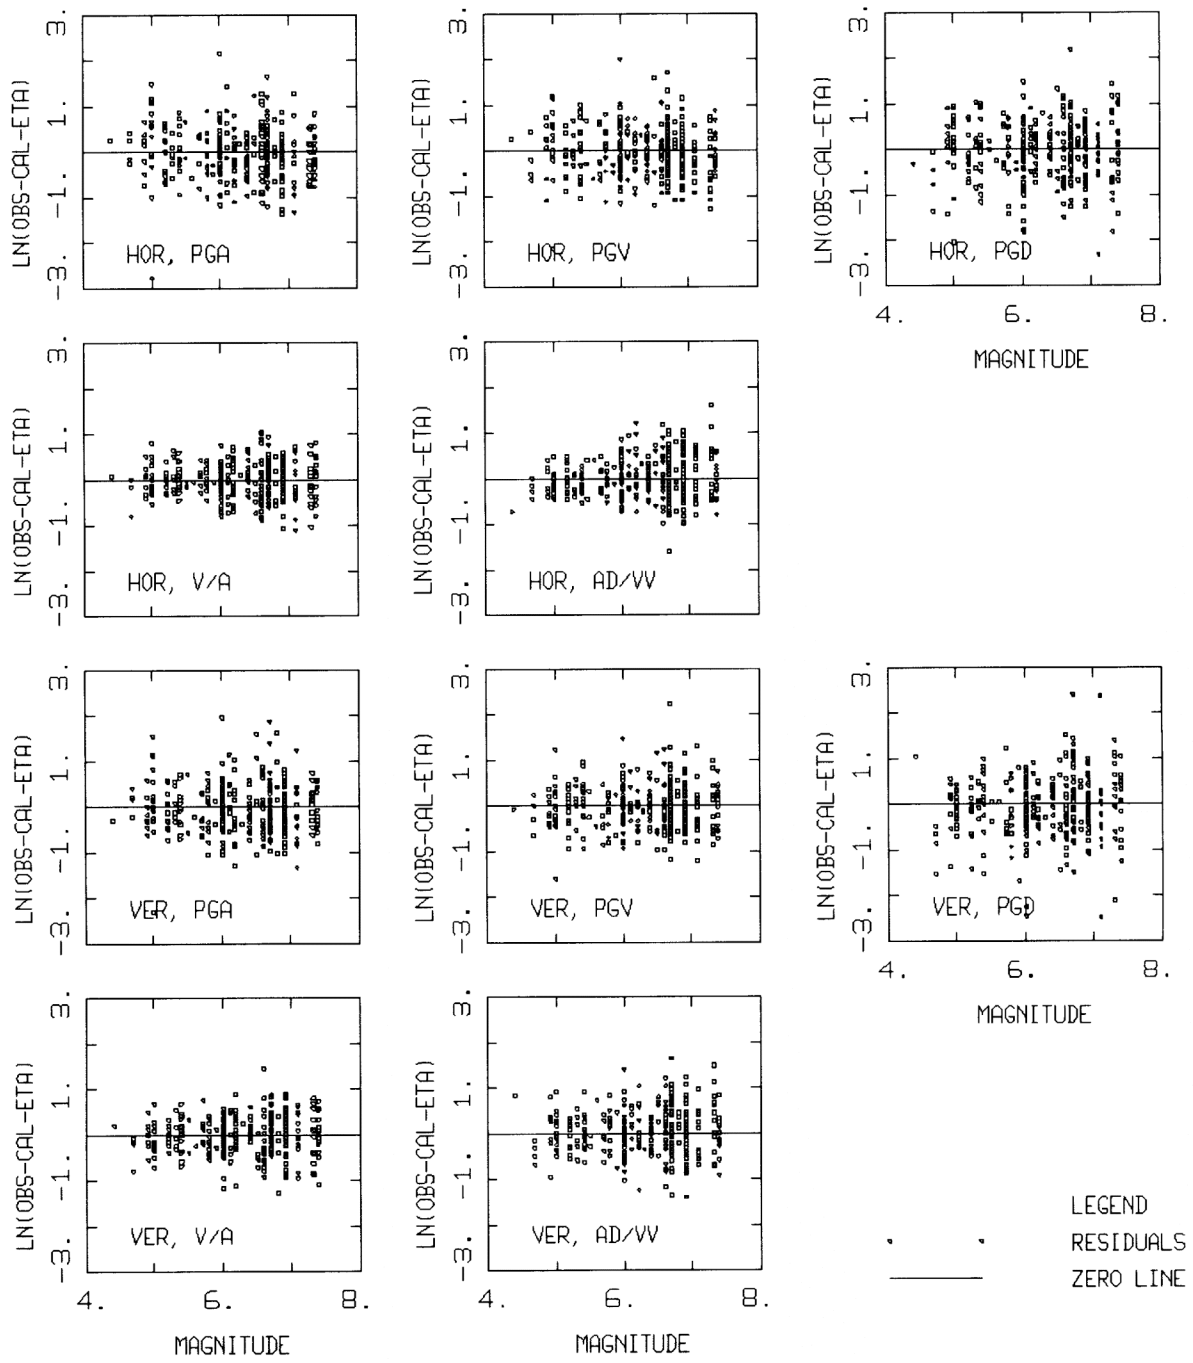 3.
1.
-1.
-3.
LN(OBS-CAL-ETA)
HOR, PGA
3.
1.
-1.
-3.
LN(OBS-CAL-ETA)
HOR, PGV
3.
1.
-1.
-3.
LN(OBS-CAL-ETA)
HOR, PGD
4. 6. 8.
MAGNITUDE
3.
1.
-1.
-3.
LN(OBS-CAL-ETA)
HOR, V/A
3.
1.
-1.
-3.
LN(OBS-CAL-ETA)
HOR, AD/VV
3.
1.
-1.
-3.
LN(OBS-CAL-ETA)
VER, PGA
3.
1.
-1.
-3.
LN(OBS-CAL-ETA)
VER, PGV
3.
1.
-1.
-3.
LN(OBS-CAL-ETA)
VER, PGD
4. 6. 8.
MAGNITUDE
3.
1.
-1.
-3.
LN(OBS-CAL-ETA)
VER, V/A
4. 6. 8.
MAGNITUDE
3.
1.
-1.
-3.
LN(OBS-CAL-ETA)
VER, AD/VV
4. 6. 8.
MAGNITUDE
LEGEND
RESIDUALS
ZERO LINE